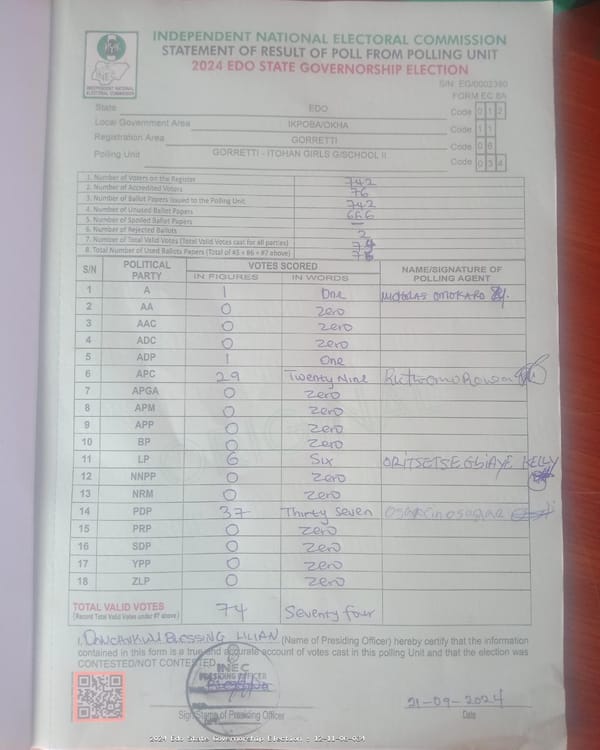 INDEPENDENT NATIONAL ELECTORAL COMMISSION
STATEMENT OF RESULT OF POLL FROM POLLING UNIT
2024 EDO STATE GOVERNORSHIP ELECTION
INEC
INDEPENDENT NATIONAL
ELECTORAL COMMISSION
S/N: EG/0002380
FORM EC 8A
State EDO Code 0 1 2
Local Government Area IKPOBA/OKHA Code 1 1
Registration Area GORRETTI Code 0 6
Polling Unit GORRETTI - ITOHAN GIRLS G/SCHOOL II Code 0 3 4
1. Number of Voters on the Register 742
2. Number of Accredited Voters 76
3. Number of Ballot Papers Issued to the Polling Unit 742
4. Number of Unused Ballot Papers 666
5. Number of Spoiled Ballot Papers –
6. Number of Rejected Ballots 2
7. Number of Total Valid Votes (Total Valid Votes cast for all parties) 74
8. Total Number of Used Ballots Papers (Total of #5 + #6 + #7 above) 76
S/N POLITICAL PARTY VOTES SCORED NAME/SIGNATURE OF POLLING AGENT
IN FIGURES IN WORDS
1 A 1 One
2 AA 0 Zero
3 AAC 0 Zero
4 ADC 0 Zero
5 ADP 1 One
6 APC 29 Twenty Nine
7 APGA 0 Zero
8 APM 0 Zero
9 APP 0 Zero
10 BP 0 Zero
11 LP 6 Six ORITSETSEGBIAYE KELLY
12 NNPP 0 Zero
13 NRM 0 Zero
14 PDP 37 Thirty Seven
15 PRP 0 Zero
16 SDP 0 Zero
17 YPP 0 Zero
18 ZLP 0 Zero
TOTAL VALID VOTES 74 Seventy four
(Record Total Valid Votes under #7 above)
I, BLESSING LILIAN (Name of Presiding Officer) hereby certify that the information
contained in this form is a true and accurate account of votes cast in this polling Unit and that the election was
CONTESTED/NOT CONTESTED
INEC
PRESIDING OFFICER
Sign/Stamp of Presiding Officer
21-09-2024
Date
2024 Edo State Governorship Election : 12-11-06-034